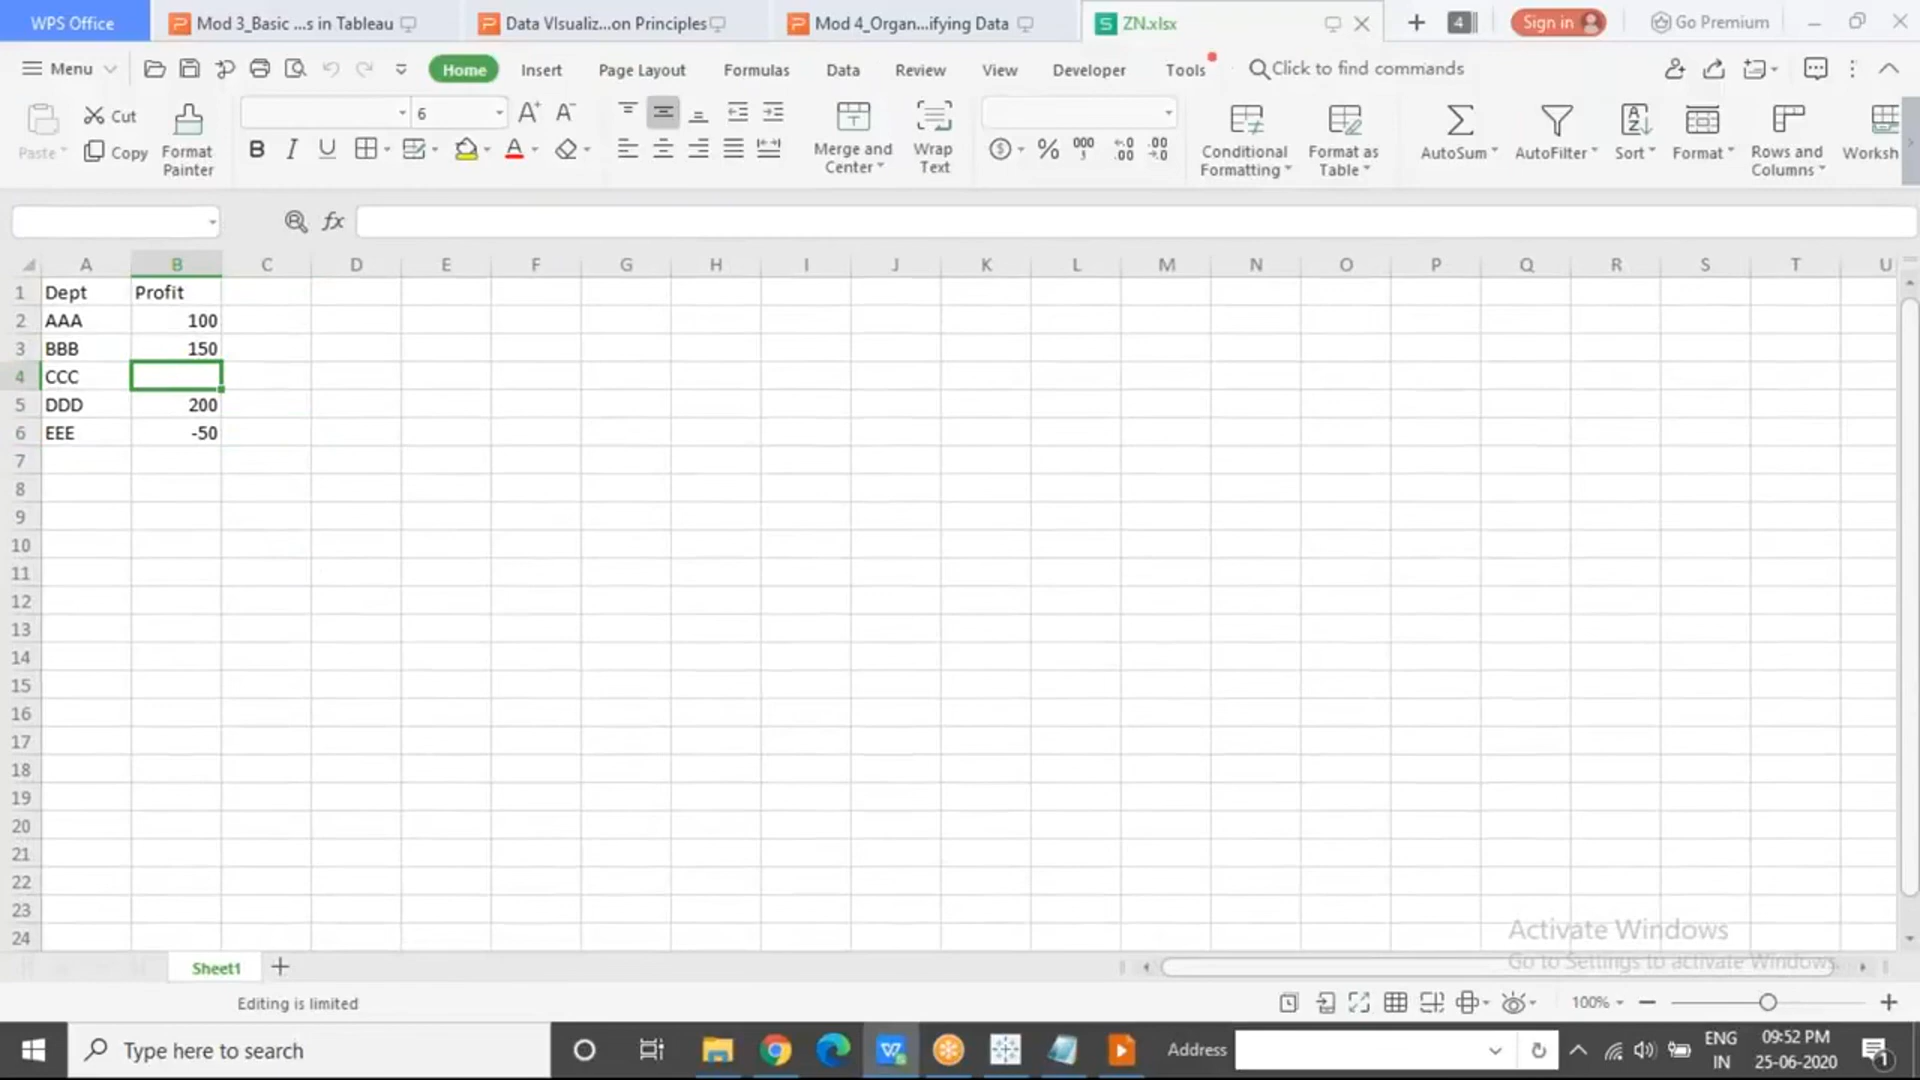 WPS Office
Mod 3_Basic ...s in Tableau
Data VIsualiz...on Principles
Mod 4_Organ...ifying Data
ZN.xlsx
4
Sign in
Go Premium
Menu
Home
Insert
Page Layout
Formulas
Data
Review
View
Developer
Tools
Click to find commands
Paste
Cut
Copy
Format
Painter
6
Merge and
Center
Wrap
Text
Conditional
Formatting
Format as
Table
AutoSum
AutoFilter
Sort
Format
Rows and
Columns
Worksh
A B C D E F G H I J K L M N O P Q R S T U
1 Dept Profit
2 AAA 100
3 BBB 150
4 CCC
5 DDD 200
6 EEE -50
7
8
9
10
11
12
13
14
15
16
17
18
19
20
21
22
23
24
Activate Windows
Go to Settings to activate Windows.
Sheet1
Editing is limited
100%
Type here to search
Address
ENG
IN
09:52 PM
25-06-2020
1